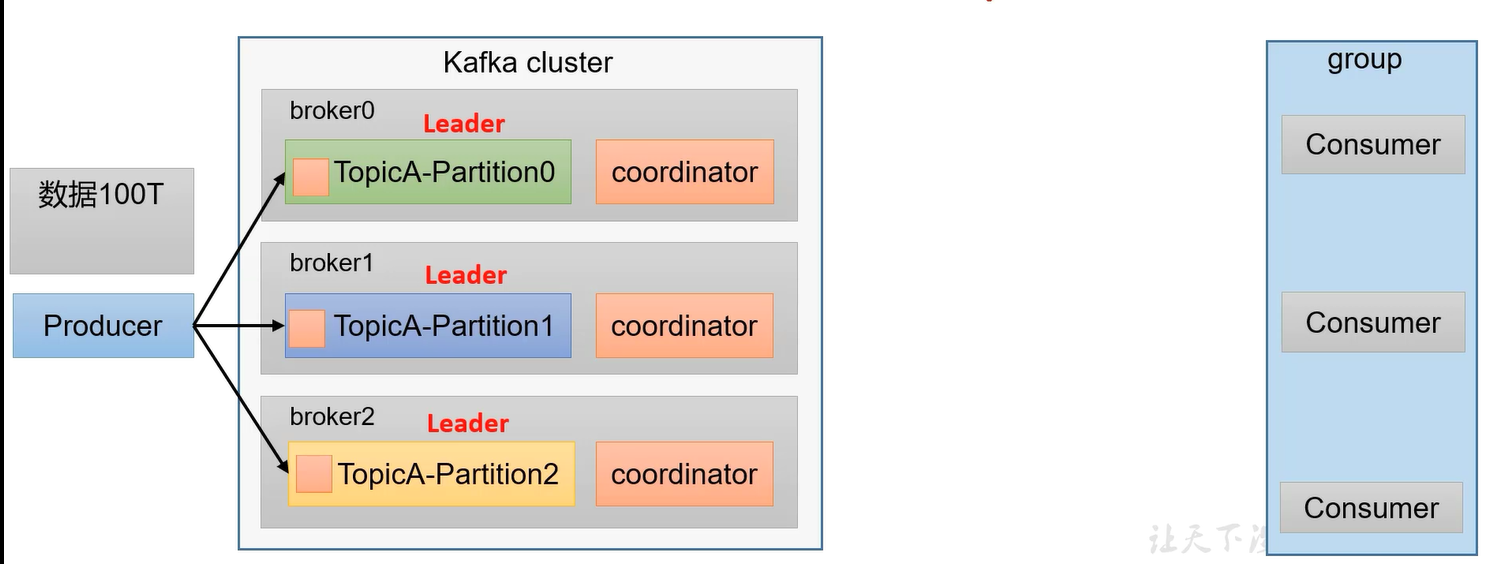 Kafka cluster
group
broker0
Leader
TopicA-Partition0
coordinator
Consumer
数据100T
broker1
Leader
Producer
TopicA-Partition1
coordinator
Consumer
broker2
Leader
TopicA-Partition2
coordinator
Consumer
让天下